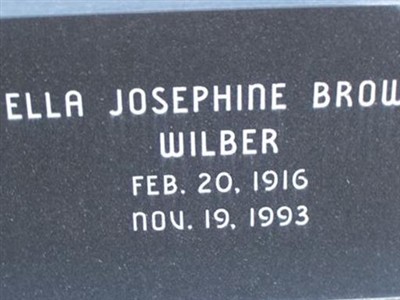 ELLA JOSEPHINE BROW
WILBER
FEB. 20, 1916
NOV. 19, 1993